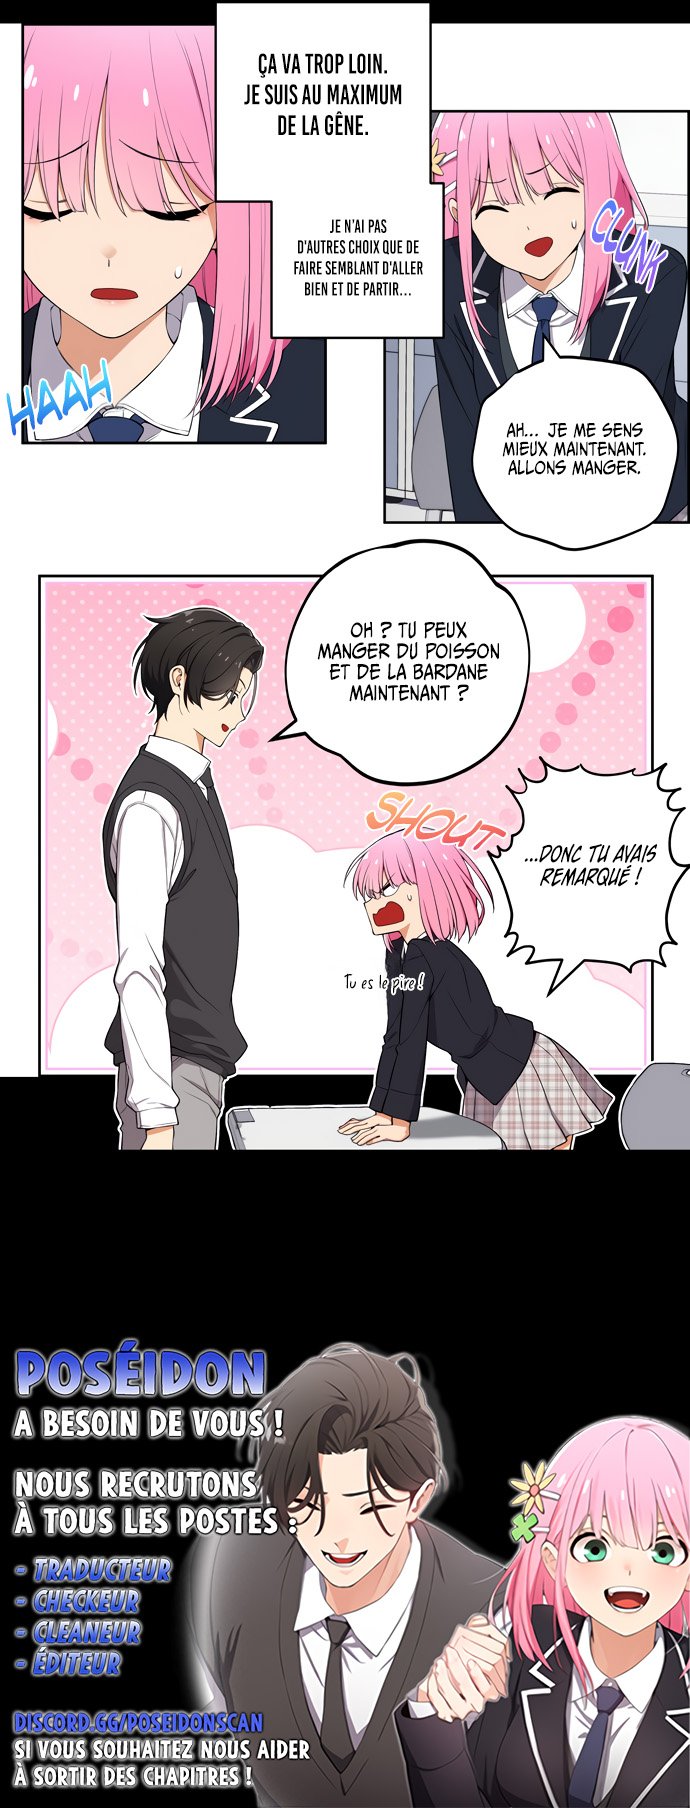 ÇA VA TROP LOIN.
JE SUIS AU MAXIMUM
DE LA GÊNE.
JE N'AI PAS
D'AUTRES CHOIX QUE DE
FAIRE SEMBLANT D'ALLER
BIEN ET DE PARTIR...
HAAH
CLUNK
AH... JE ME SENS
MIEUX MAINTENANT.
ALLONS MANGER.
OH ? TU PEUX
MANGER DU POISSON
ET DE LA BARDANE
MAINTENANT ?
SHOUT
...DONC TU AVAIS
REMARQUÉ !
Tu es le pire !
POSÉIDON
A BESOIN DE VOUS !
NOUS RECRUTONS
À TOUS LES POSTES :
- TRADUCTEUR
- CHECKEUR
- CLEANEUR
- ÉDITEUR
DISCORD.GG/POSEIDONSCAN
SI VOUS SOUHAITEZ NOUS AIDER
À SORTIR DES CHAPITRES !